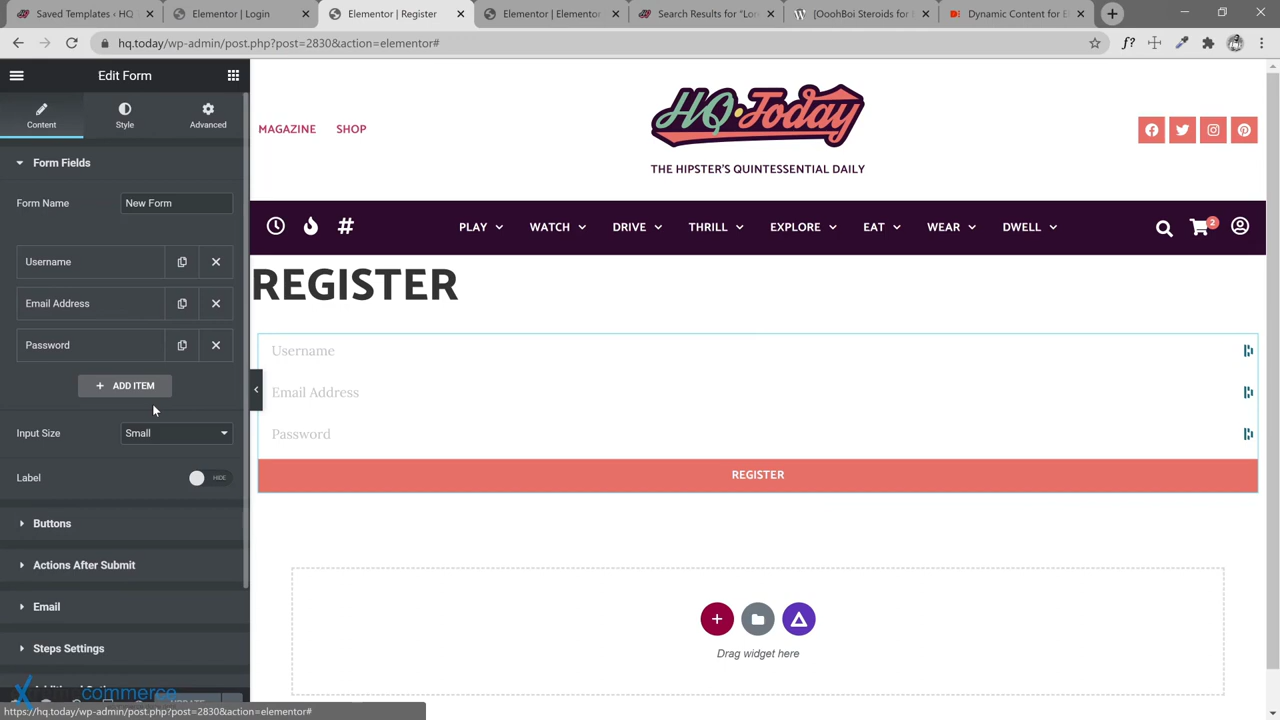 Saved Templates ‹ HQ
Elementor | Login
Elementor | Register
Elementor | Elementor |
Search Results for "Lor
[OoohBoi Steroids for
Dynamic Content for E
hq.today/wp-admin/post.php?post=2830&action=elementor#
Edit Form
Content
Style
Advanced
Form Fields
Form Name
New Form
Username
Email Address
Password
ADD ITEM
Input Size
Small
Label
HIDE
Buttons
Actions After Submit
Email
Steps Settings
commerce
https://hq.today/wp-admin/post.php?post=2830&action=elementor#
MAGAZINE
SHOP
HQ Today
THE HIPSTER'S QUINTESSENTIAL DAILY
PLAY
WATCH
DRIVE
THRILL
EXPLORE
EAT
WEAR
DWELL
2
REGISTER
Username
Email Address
Password
REGISTER
Drag widget here